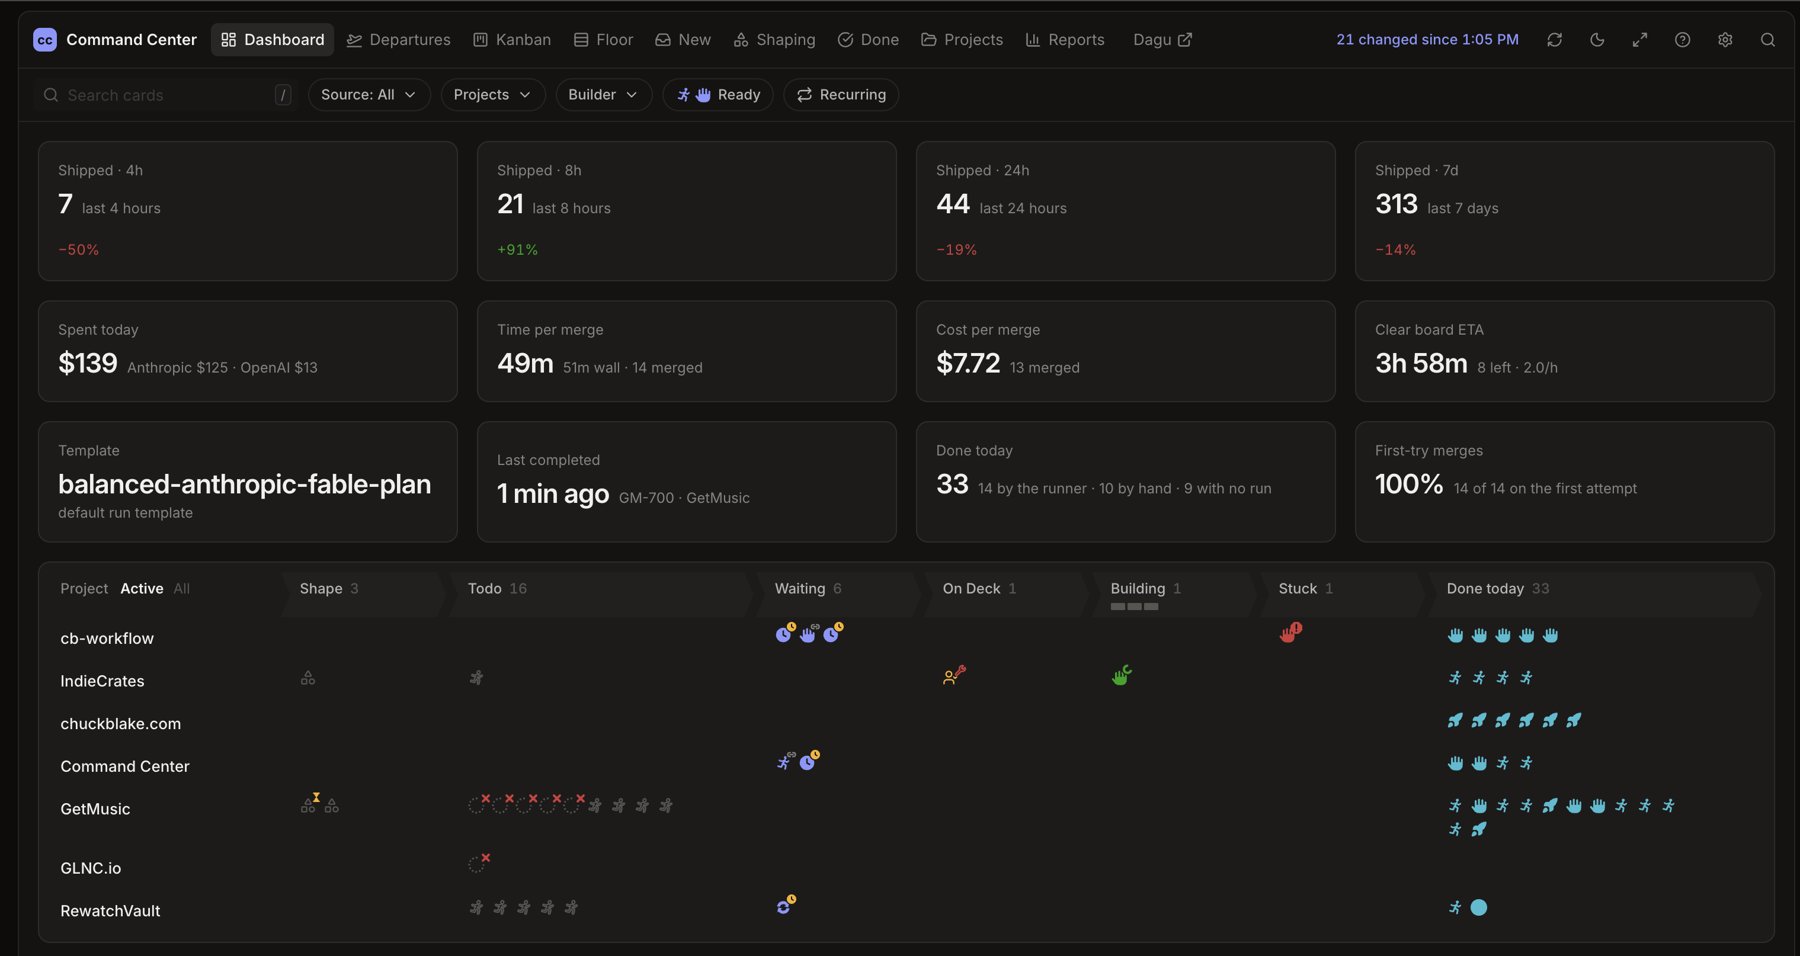 cc Command Center Dashboard Departures Kanban Floor New Shaping Done Projects Reports Dagu 21 changed since 1:05 PM
Search cards / Source: All Projects Builder Ready Recurring
Shipped · 4h
7 last 4 hours
−50%
Shipped · 8h
21 last 8 hours
+91%
Shipped · 24h
44 last 24 hours
−19%
Shipped · 7d
313 last 7 days
−14%
Spent today
$139 Anthropic $125 · OpenAI $13
Time per merge
49m 51m wall · 14 merged
Cost per merge
$7.72 13 merged
Clear board ETA
3h 58m 8 left · 2.0/h
Template
balanced-anthropic-fable-plan
default run template
Last completed
1 min ago GM-700 · GetMusic
Done today
33 14 by the runner · 10 by hand · 9 with no run
First-try merges
100% 14 of 14 on the first attempt
Project Active All Shape 3 Todo 16 Waiting 6 On Deck 1 Building 1 Stuck 1 Done today 33
cb-workflow
IndieCrates
chuckblake.com
Command Center
GetMusic
GLNC.io
RewatchVault